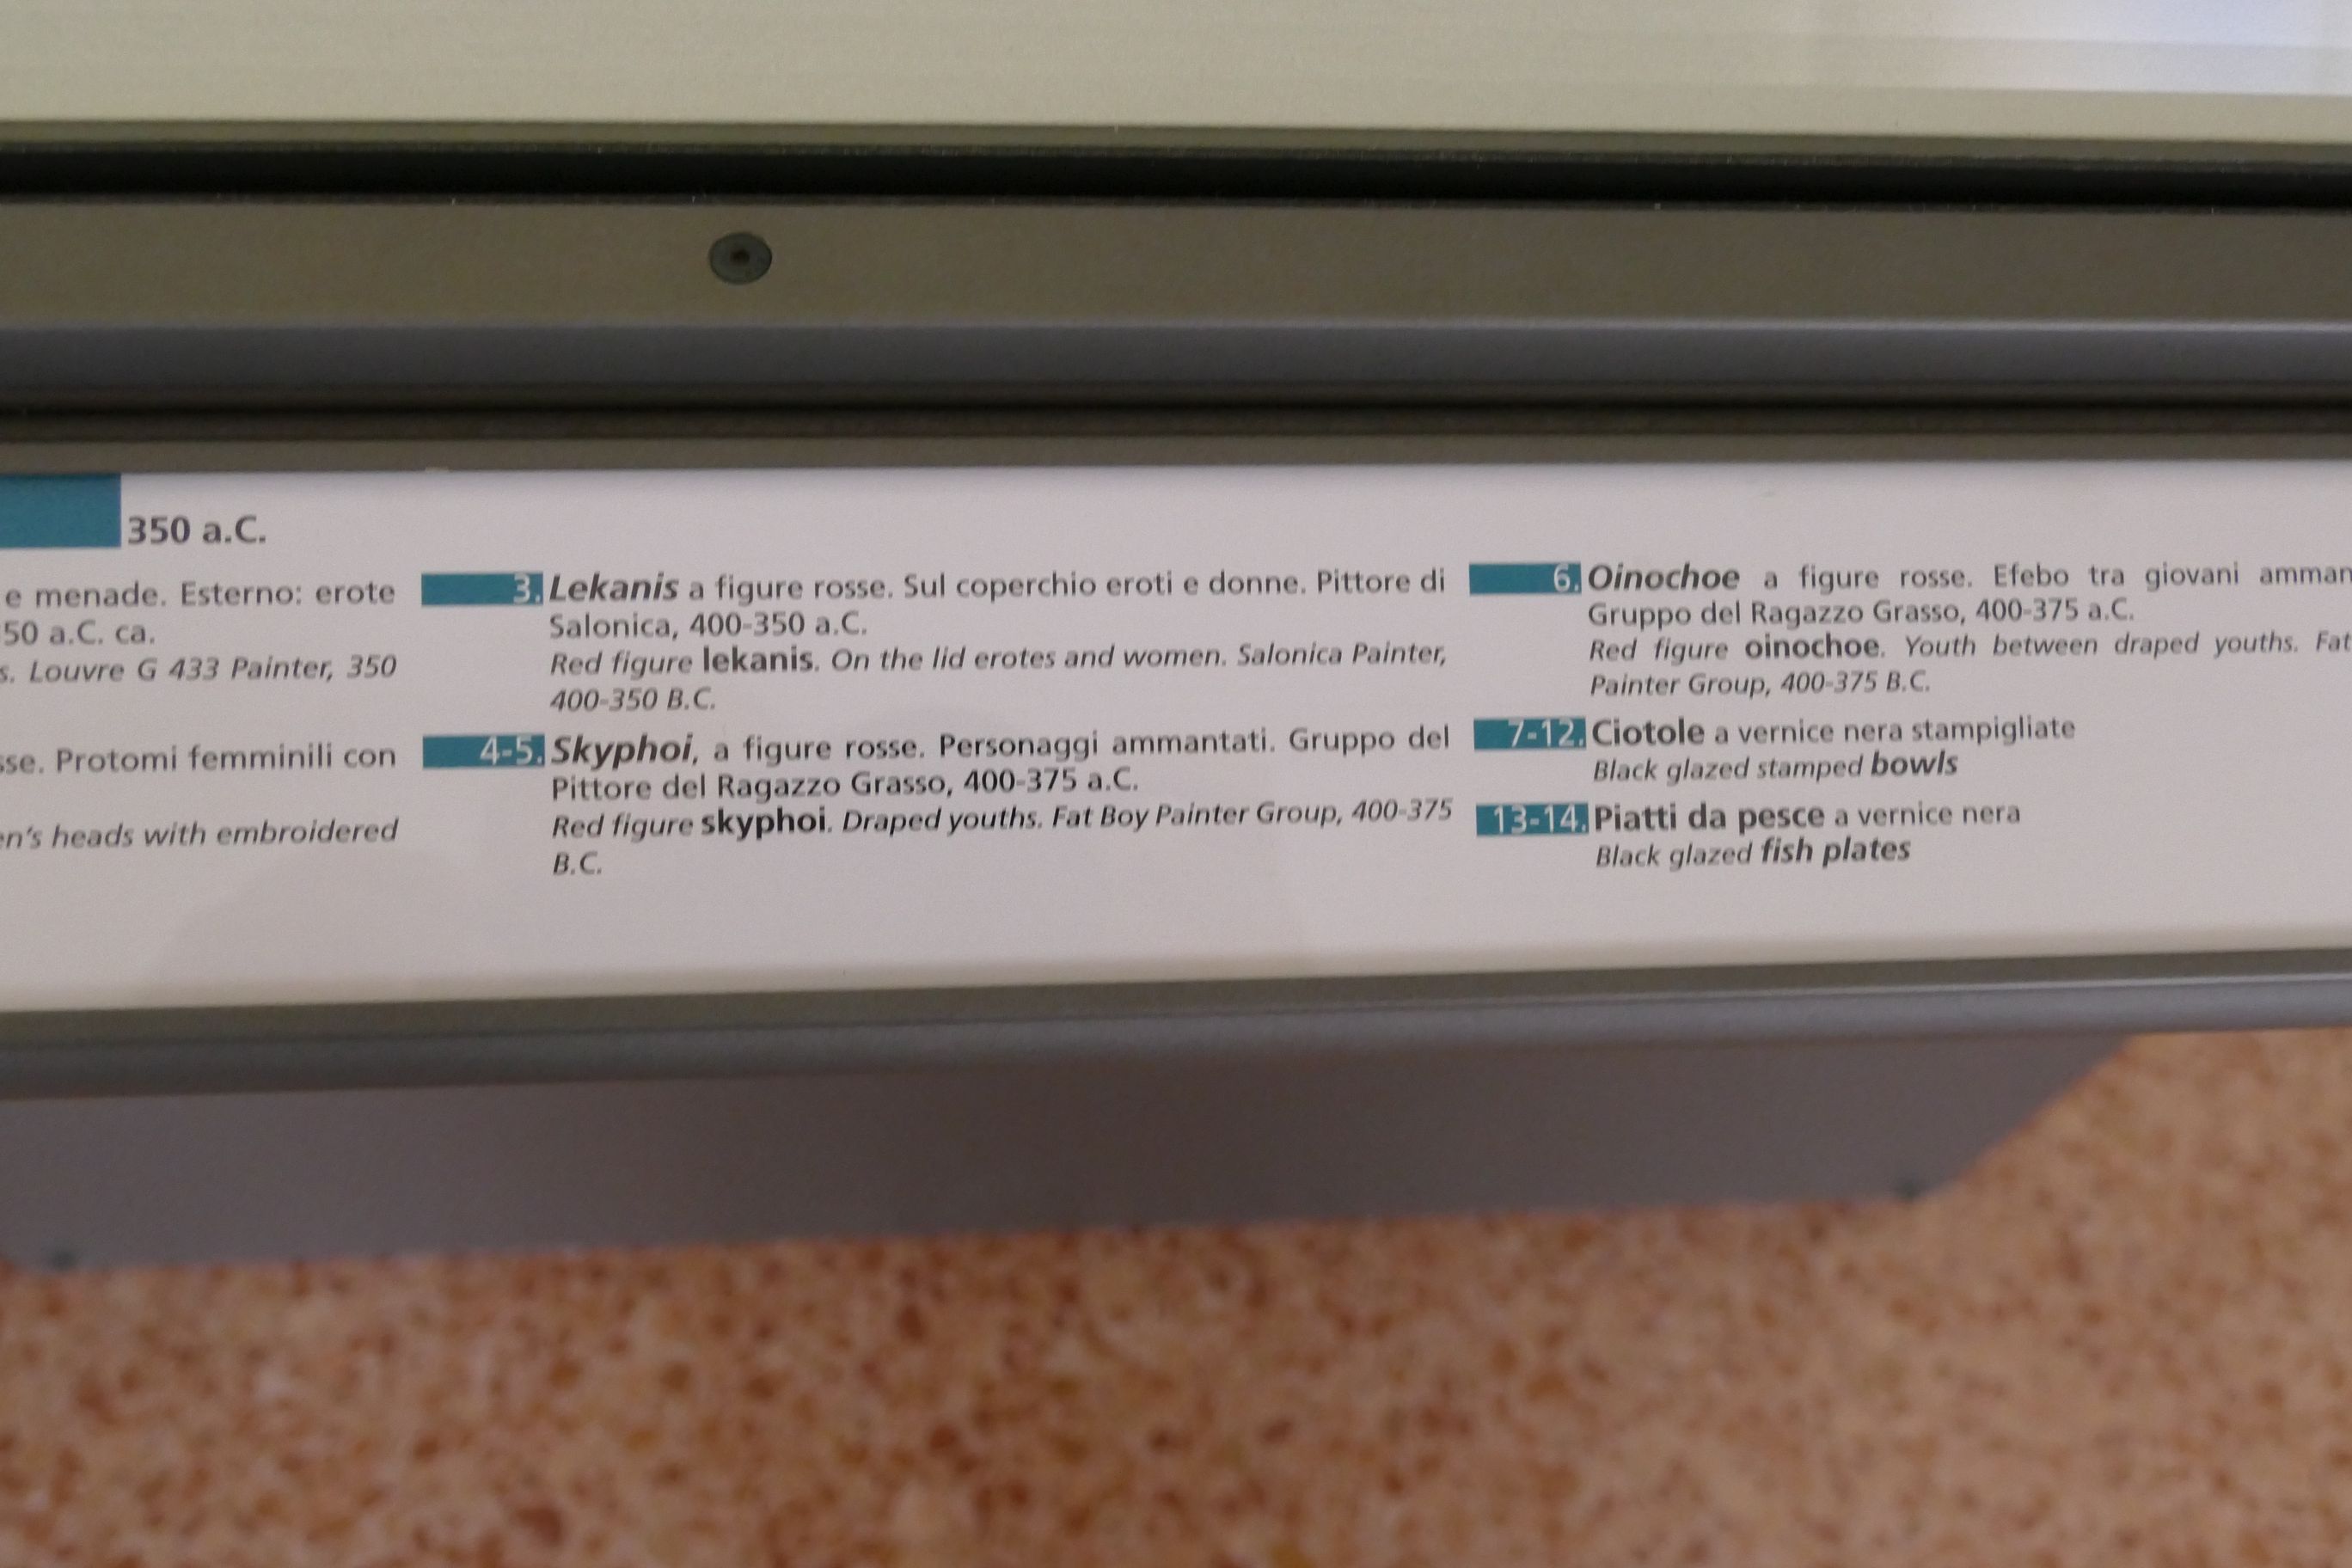 350 a.C.
e menade. Esterno: erote
50 a.C. ca.
s. Louvre G 433 Painter, 350
sse. Protomi femminili con
en's heads with embroidered
3. Lekanis a figure rosse. Sul coperchio eroti e donne. Pittore di
Salonica, 400-350 a.C.
Red figure lekanis. On the lid erotes and women. Salonica Painter,
400-350 B.C.
4-5. Skyphoi, a figure rosse. Personaggi ammantati. Gruppo del
Pittore del Ragazzo Grasso, 400-375 a.C.
Red figure skyphoi. Draped youths. Fat Boy Painter Group, 400-375
B.C.
6. Oinochoe a figure rosse. Efebo tra giovani amman
Gruppo del Ragazzo Grasso, 400-375 a.C.
Red figure oinochoe. Youth between draped youths. Fat
Painter Group, 400-375 B.C.
7-12. Ciotole a vernice nera stampigliate
Black glazed stamped bowls
13-14. Piatti da pesce a vernice nera
Black glazed fish plates